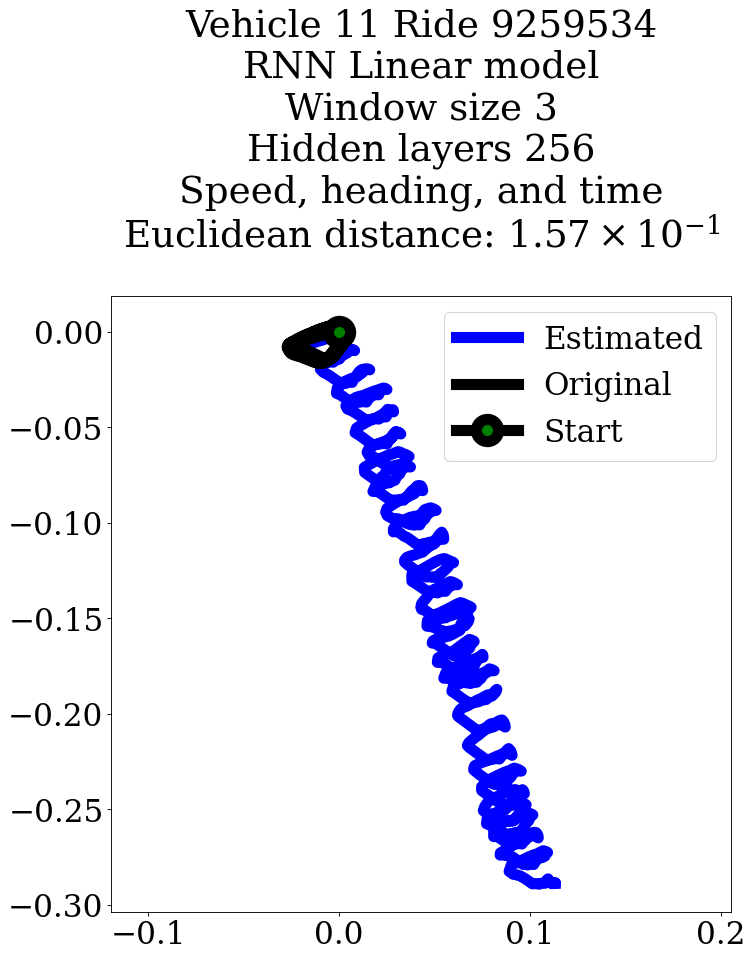 Vehicle 11 Ride 9259534
RNN Linear model
Window size 3
Hidden layers 256
Speed, heading, and time
Euclidean distance: 1.57 × 10⁻¹
Estimated
Original
Start
0.00
−0.05
−0.10
−0.15
−0.20
−0.25
−0.30
−0.1
0.0
0.1
0.2